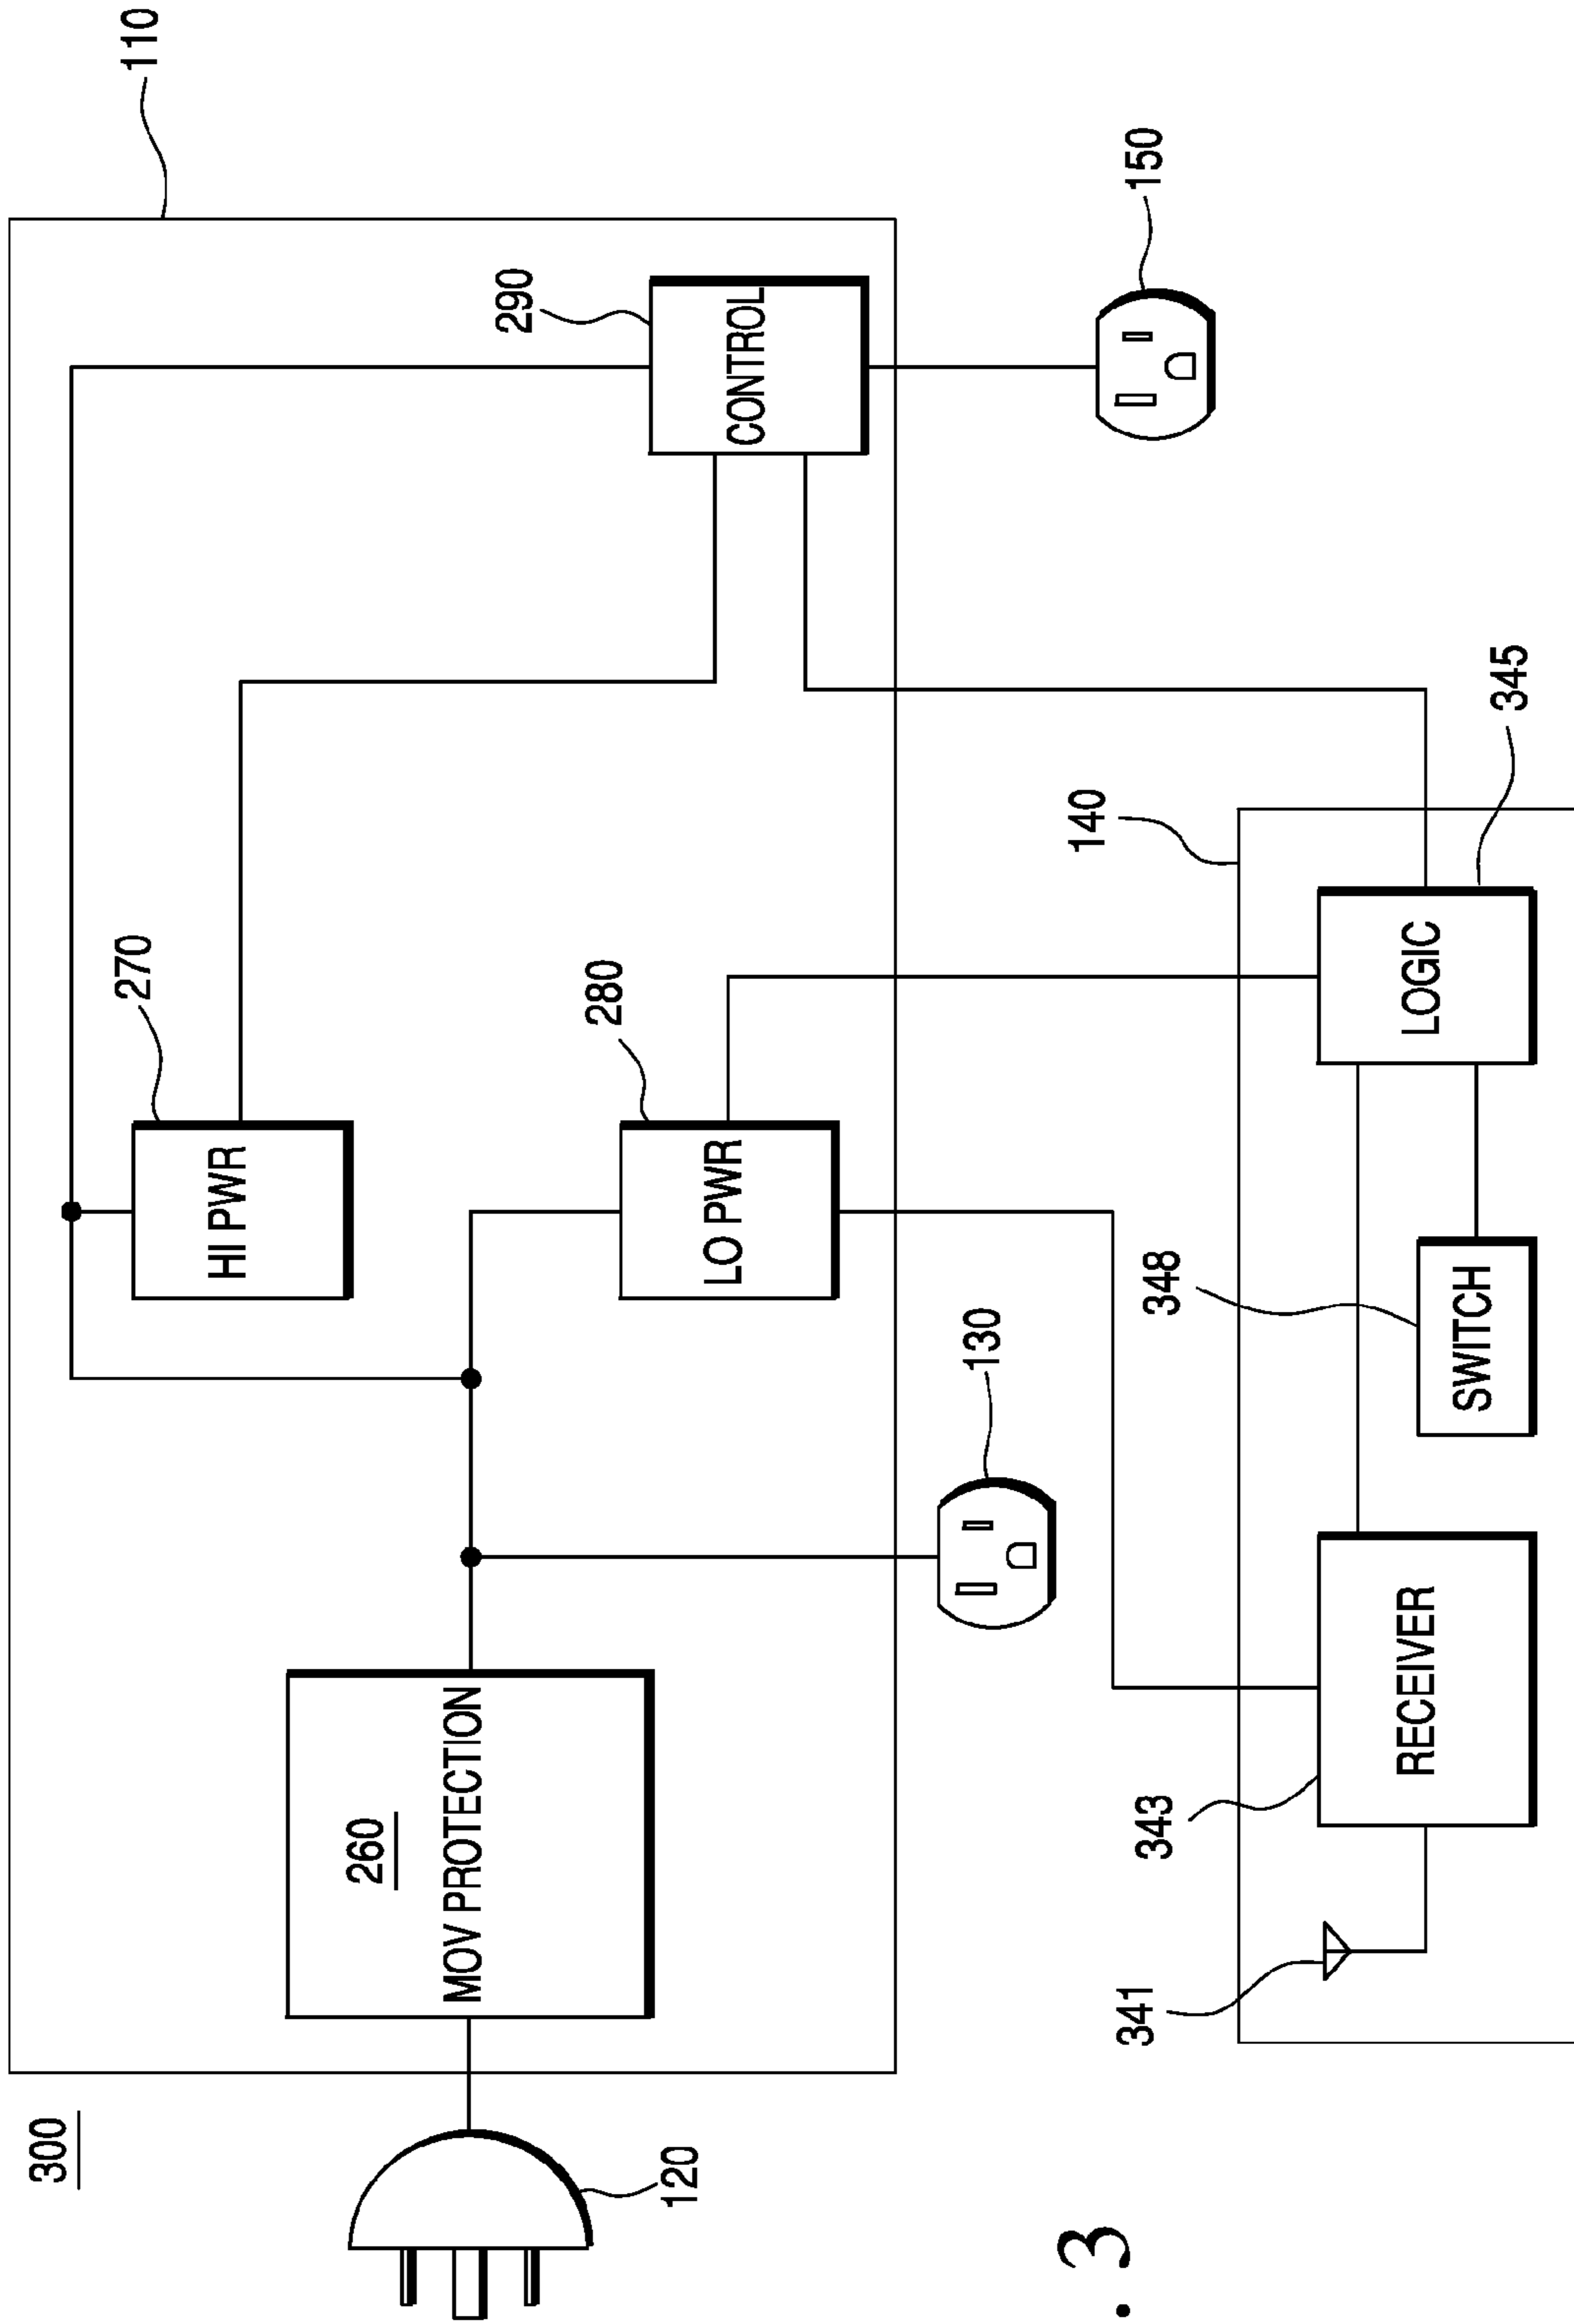 300
110
270
HI PWR
290
CONTROL
260
MOV PROTECTION
280
LO PWR
120
130
150
140
341
343
RECEIVER
348
SWITCH
LOGIC
345
. 3